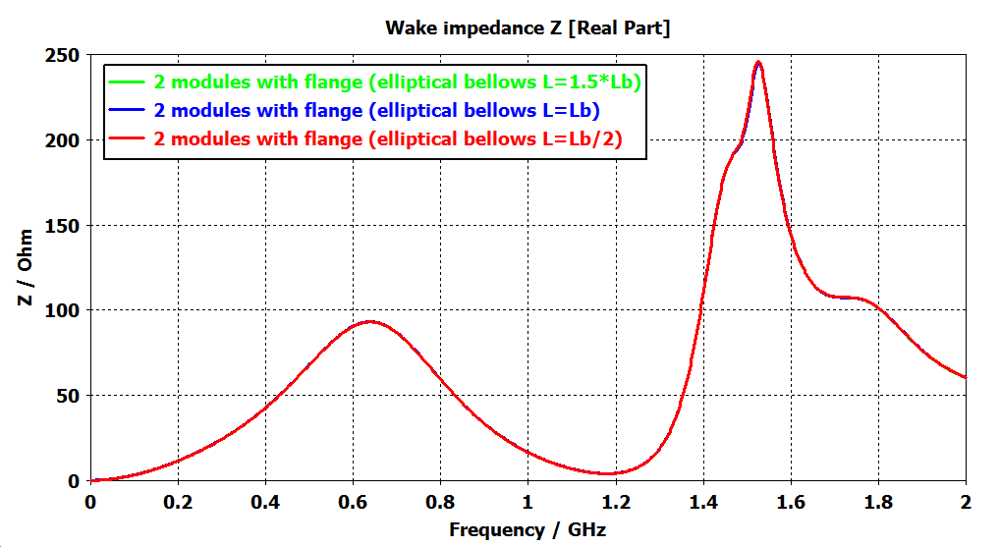 Wake impedance Z [Real Part]
2 modules with flange (elliptical bellows L=1.5*Lb)
2 modules with flange (elliptical bellows L=Lb)
2 modules with flange (elliptical bellows L=Lb/2)
Z / Ohm
250
200
150
100
50
0
0 0.2 0.4 0.6 0.8 1 1.2 1.4 1.6 1.8 2
Frequency / GHz